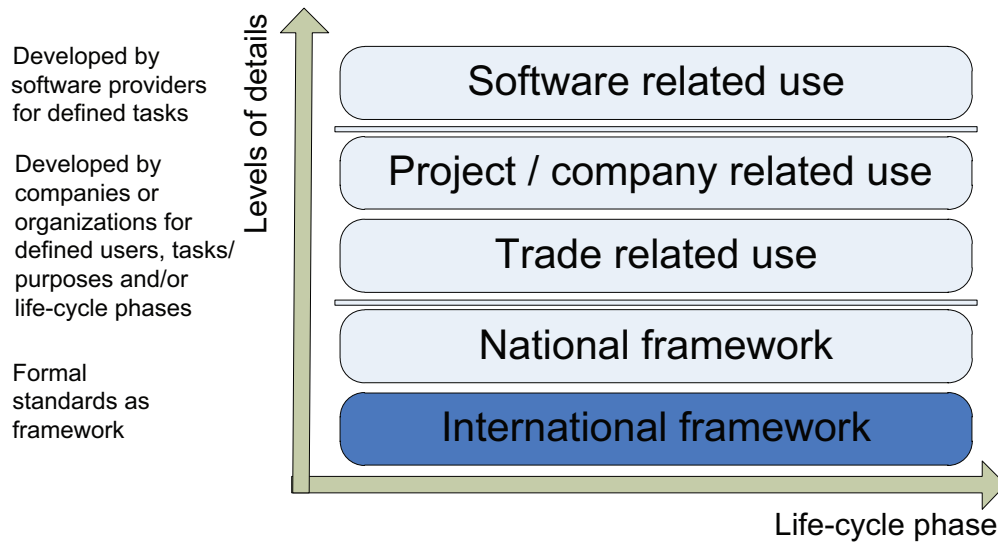 Developed by
software providers
for defined tasks
Developed by
companies or
organizations for
defined users, tasks/
purposes and/or
life-cycle phases
Formal
standards as
framework
Levels of details
Software related use
Project / company related use
Trade related use
National framework
International framework
Life-cycle phase